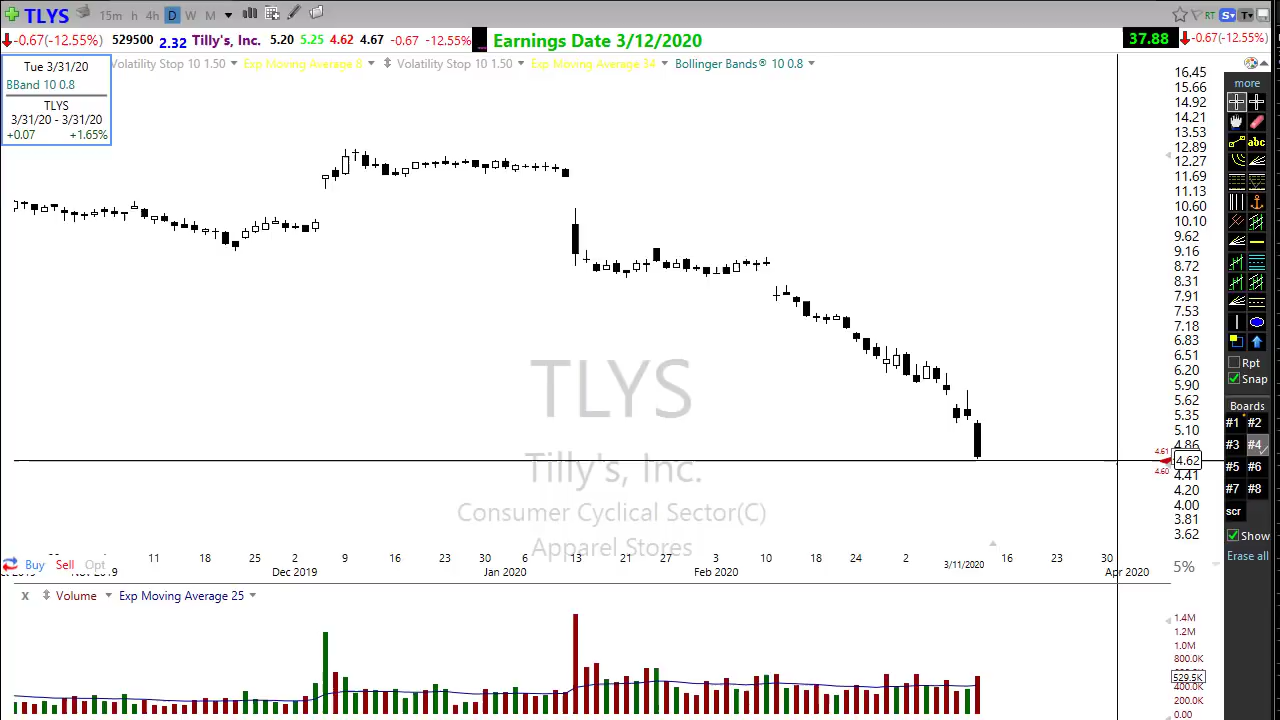 TLYS 15m h 4h D W M RT S T
-0.67(-12.55%) 529500 2.32 Tilly's, Inc. 5.20 5.25 4.62 4.67 -0.67 -12.55% Earnings Date 3/12/2020 37.88 -0.67(-12.55%)
Tue 3/31/20
BBand 10 0.8
TLYS
3/31/20 - 3/31/20
+0.07 +1.65%
Volatility Stop 10 1.50 Exp Moving Average 8 Volatility Stop 10 1.50 Exp Moving Average 34 Bollinger Bands® 10 0.8
16.45
15.66
14.92
14.21
13.53
12.89
12.27
11.69
11.13
10.60
10.10
9.62
9.16
8.72
8.31
7.91
7.53
7.18
6.83
6.51
6.20
5.90
5.62
5.35
5.10
4.86
4.61
4.62
4.60
4.41
4.20
4.00
3.81
3.62
more
abc
Rpt
Snap
Boards
#1 #2
#3 #4
#5 #6
#7 #8
scr
Show
Erase all
TLYS
Tilly's, Inc.
Consumer Cyclical Sector(C)
Apparel Stores
11 18 25 2 9 16 23 30 6 13 21 27 3 10 18 24 2 3/11/2020 16 23 30
Nov 2019 Dec 2019 Jan 2020 Feb 2020 Apr 2020
Buy Sell Opt
5%
x Volume Exp Moving Average 25
1.4M
1.2M
1.0M
800.0K
529.5K
400.0K
200.0K
0.00